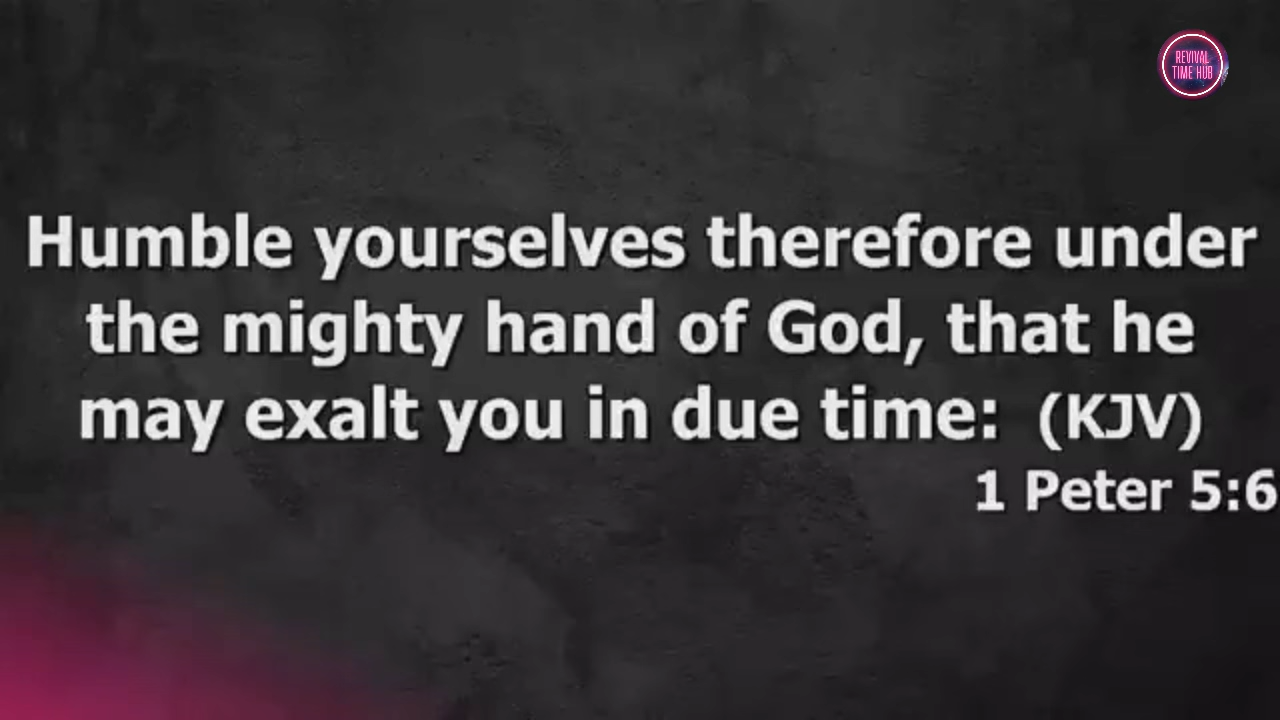 REVIVAL
TIME HUB
Humble yourselves therefore under
the mighty hand of God, that he
may exalt you in due time: (KJV)
1 Peter 5:6